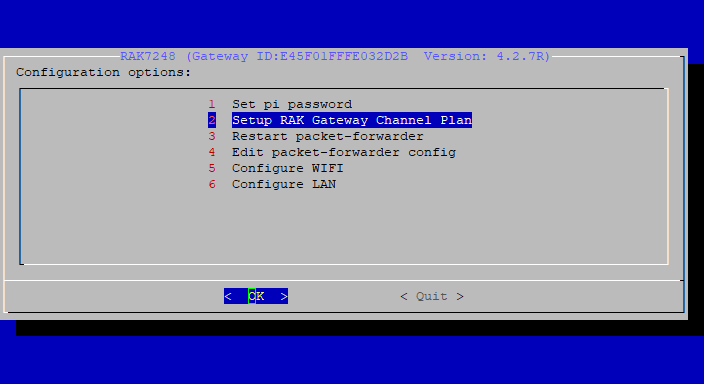 RAK7248 (Gateway ID:E45F01FFFE032D2B  Version: 4.2.7R)
Configuration options:
1 Set pi password
2 Setup RAK Gateway Channel Plan
3 Restart packet-forwarder
4 Edit packet-forwarder config
5 Configure WIFI
6 Configure LAN
< OK > < Quit >